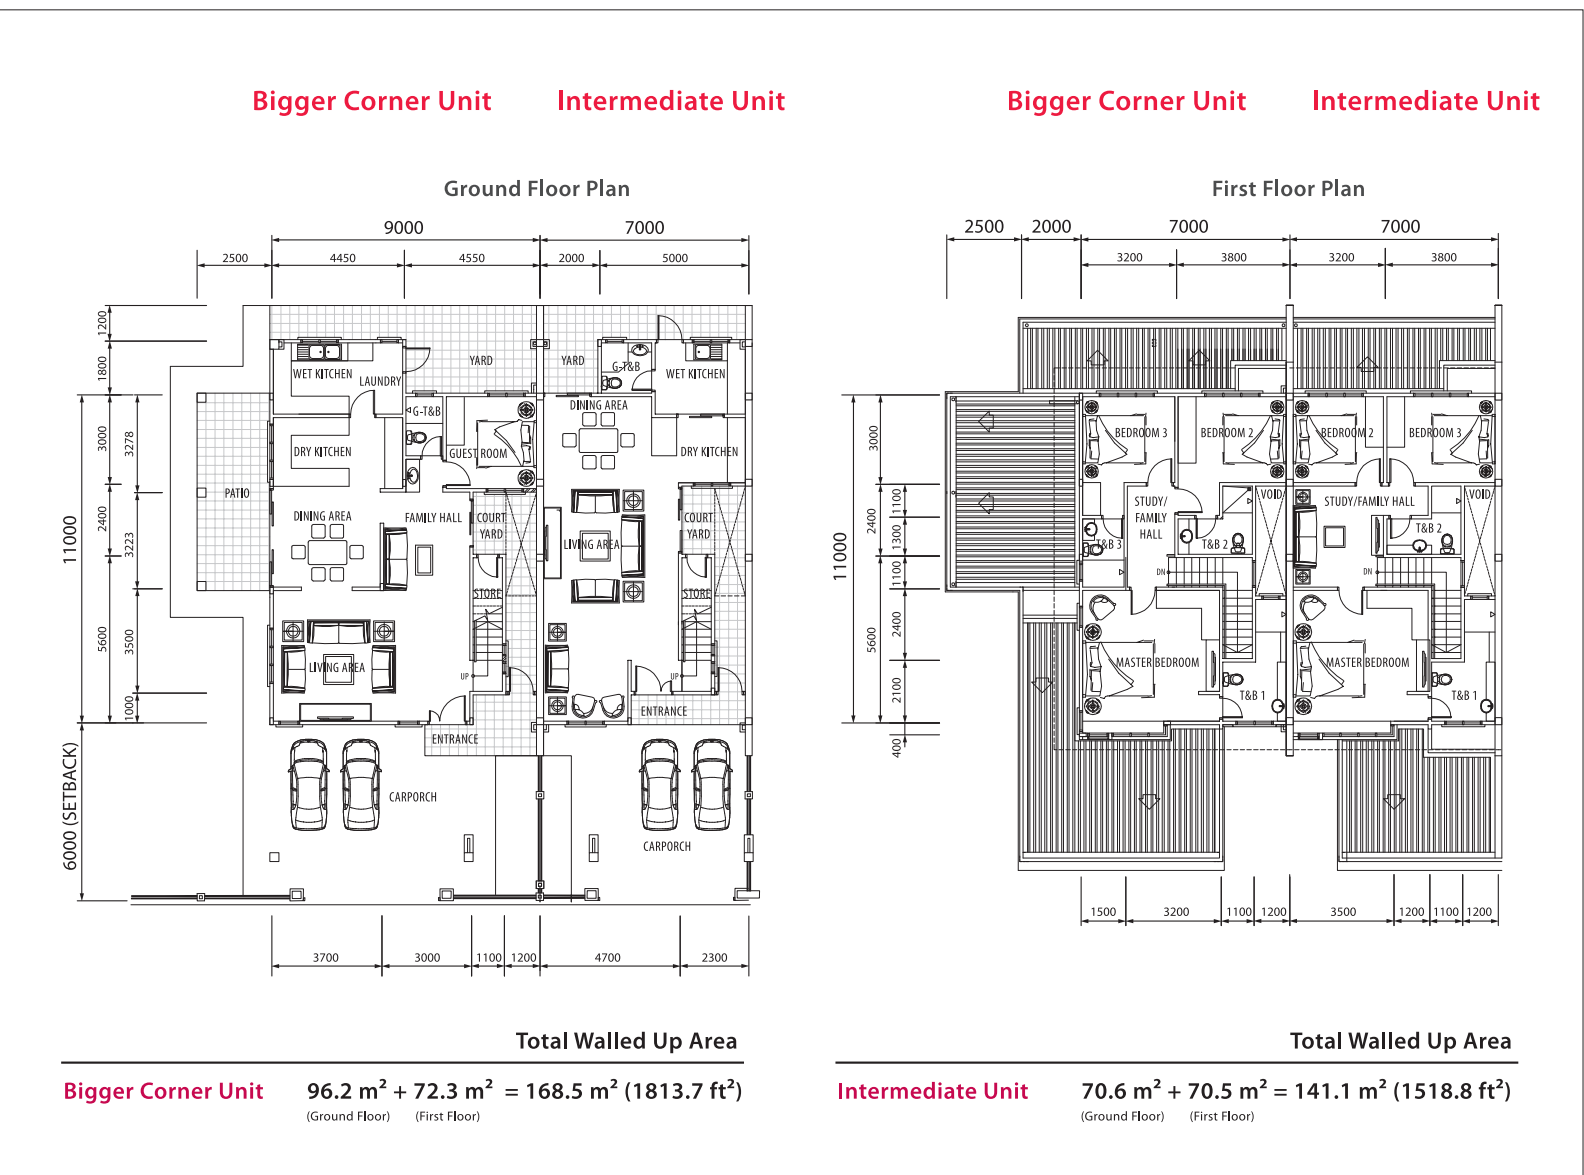 Bigger Corner Unit Intermediate Unit
Ground Floor Plan
9000 7000
2500 4450 4550 2000 5000
1200
1800
3000
2400
5600
11000
6000 (SETBACK)
3278
3223
3500
1000
YARD YARD
WET KITCHEN LAUNDRY
G-T&B
WET KITCHEN
G-T&B
DINING AREA
DRY KITCHEN
GUEST ROOM
DRY KITCHEN
PATIO
DINING AREA
FAMILY HALL
COURT
YARD
LIVING AREA
COURT
YARD
STORE
STORE
LIVING AREA
UP
UP
ENTRANCE
ENTRANCE
CARPORCH
CARPORCH
3700 3000 1100 1200 4700 2300
Total Walled Up Area
Bigger Corner Unit 96.2 m² + 72.3 m² = 168.5 m² (1813.7 ft²)
(Ground Floor) (First Floor)
Bigger Corner Unit Intermediate Unit
First Floor Plan
2500 2000 7000 7000
3200 3800 3200 3800
11000
3000
2400
5600
1100
1300
1100
2400
2100
400
BEDROOM 3 BEDROOM 2 BEDROOM 2 BEDROOM 3
STUDY/
FAMILY
HALL
VOID
STUDY/FAMILY HALL
VOID
T&B 3
T&B 2
T&B 2
DN
DN
MASTER BEDROOM
MASTER BEDROOM
T&B 1
T&B 1
1500 3200 1100 1200 3500 1200 1100 1200
Total Walled Up Area
Intermediate Unit 70.6 m² + 70.5 m² = 141.1 m² (1518.8 ft²)
(Ground Floor) (First Floor)